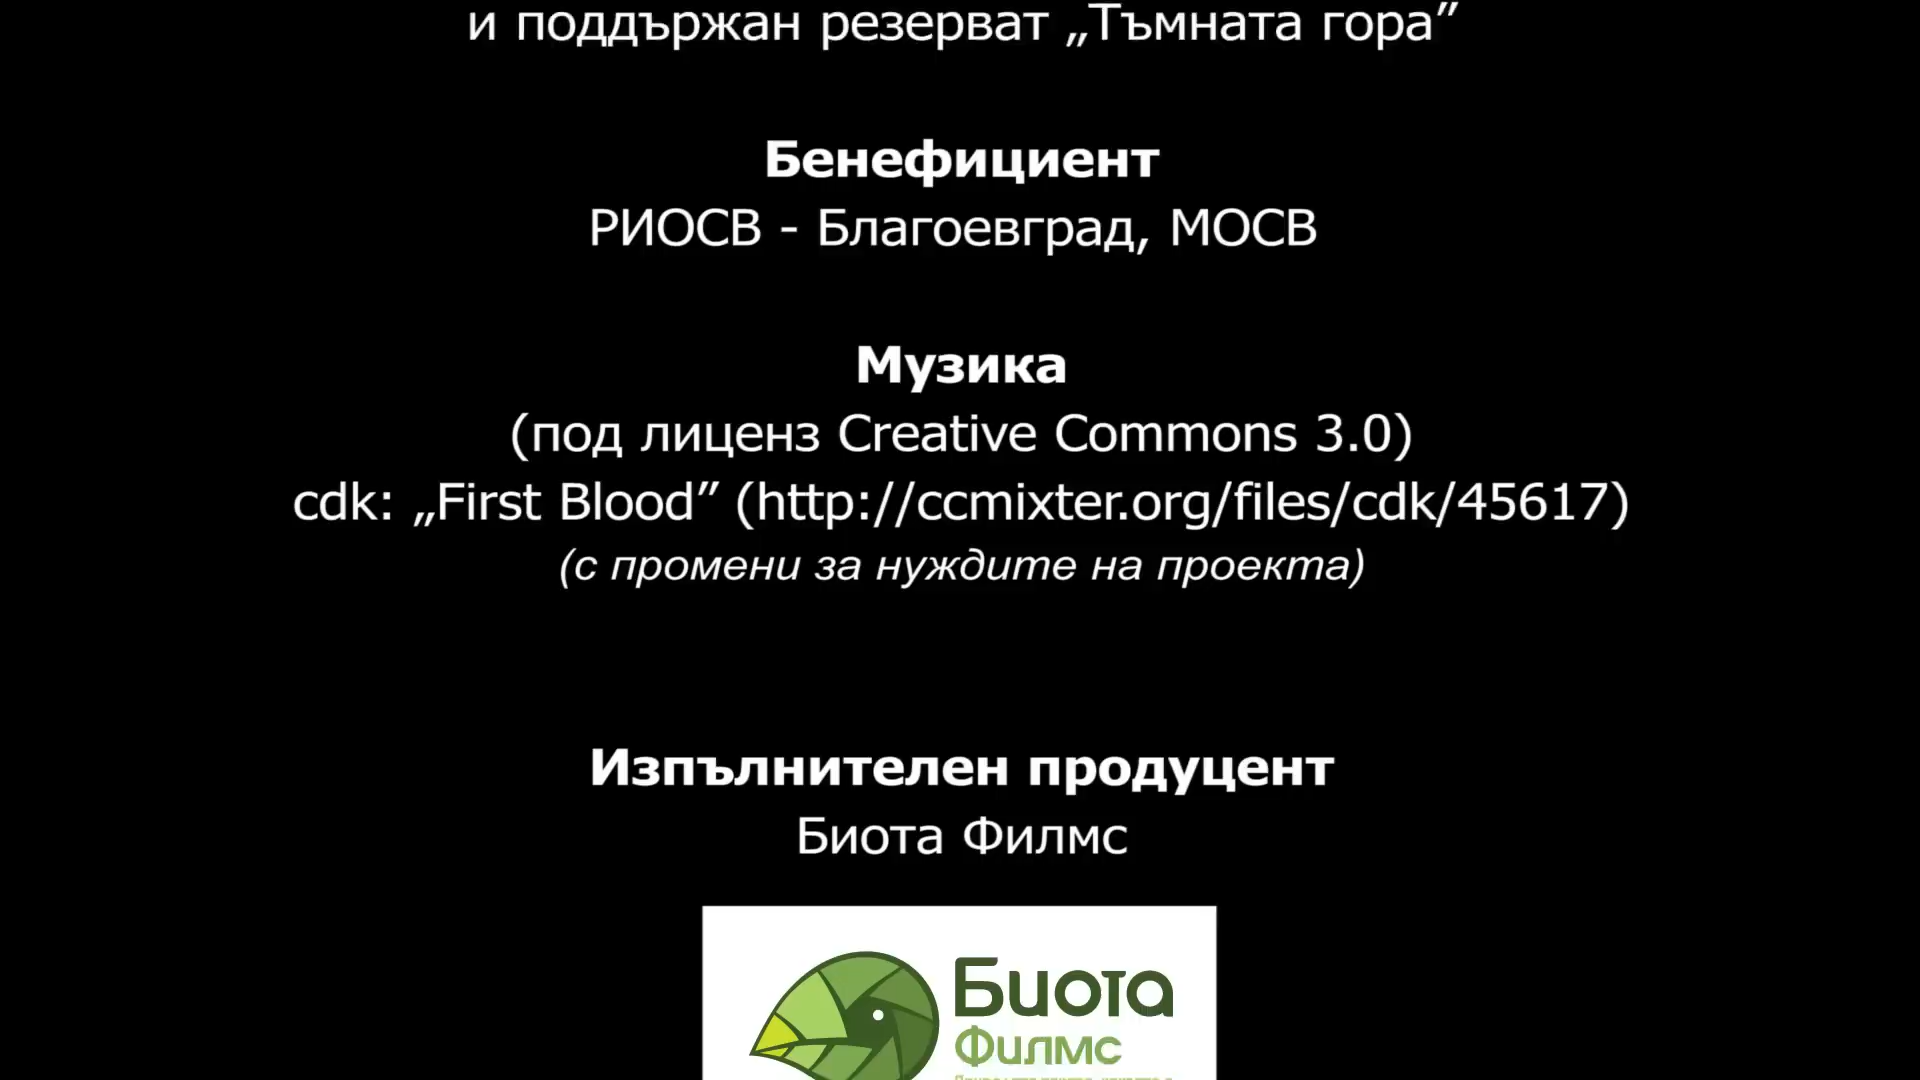 и поддържан резерват „Тъмната гора”
Бенефициент
РИОСВ - Благоевград, МОСВ
Музика
(под лиценз Creative Commons 3.0)
cdk: „First Blood” (http://ccmixter.org/files/cdk/45617)
(с промени за нуждите на проекта)
Изпълнителен продуцент
Биота Филмс
Биота
Филмс